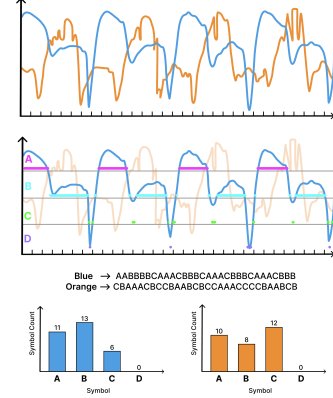 A
B
C
D
Blue → AABBBBCAAACBBBCAAACBBBCAAACBBB
Orange → CBAAACBCCBAABCBCCAAACCCCBAABCB
Symbol Count
11
13
6
0
A B C D
Symbol
Symbol Count
10
8
12
0
A B C D
Symbol